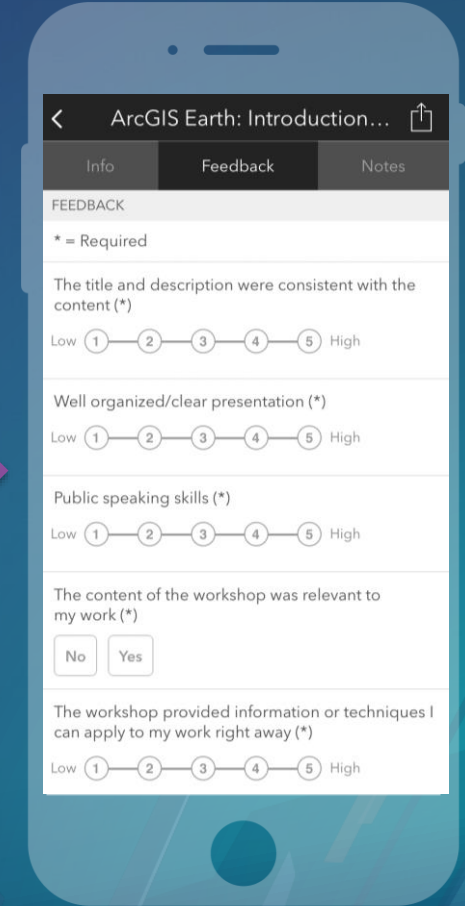 ArcGIS Earth: Introduction...
Info Feedback Notes
FEEDBACK
* = Required
The title and description were consistent with the
content (*)
Low 1 2 3 4 5 High
Well organized/clear presentation (*)
Low 1 2 3 4 5 High
Public speaking skills (*)
Low 1 2 3 4 5 High
The content of the workshop was relevant to
my work (*)
No Yes
The workshop provided information or techniques I
can apply to my work right away (*)
Low 1 2 3 4 5 High